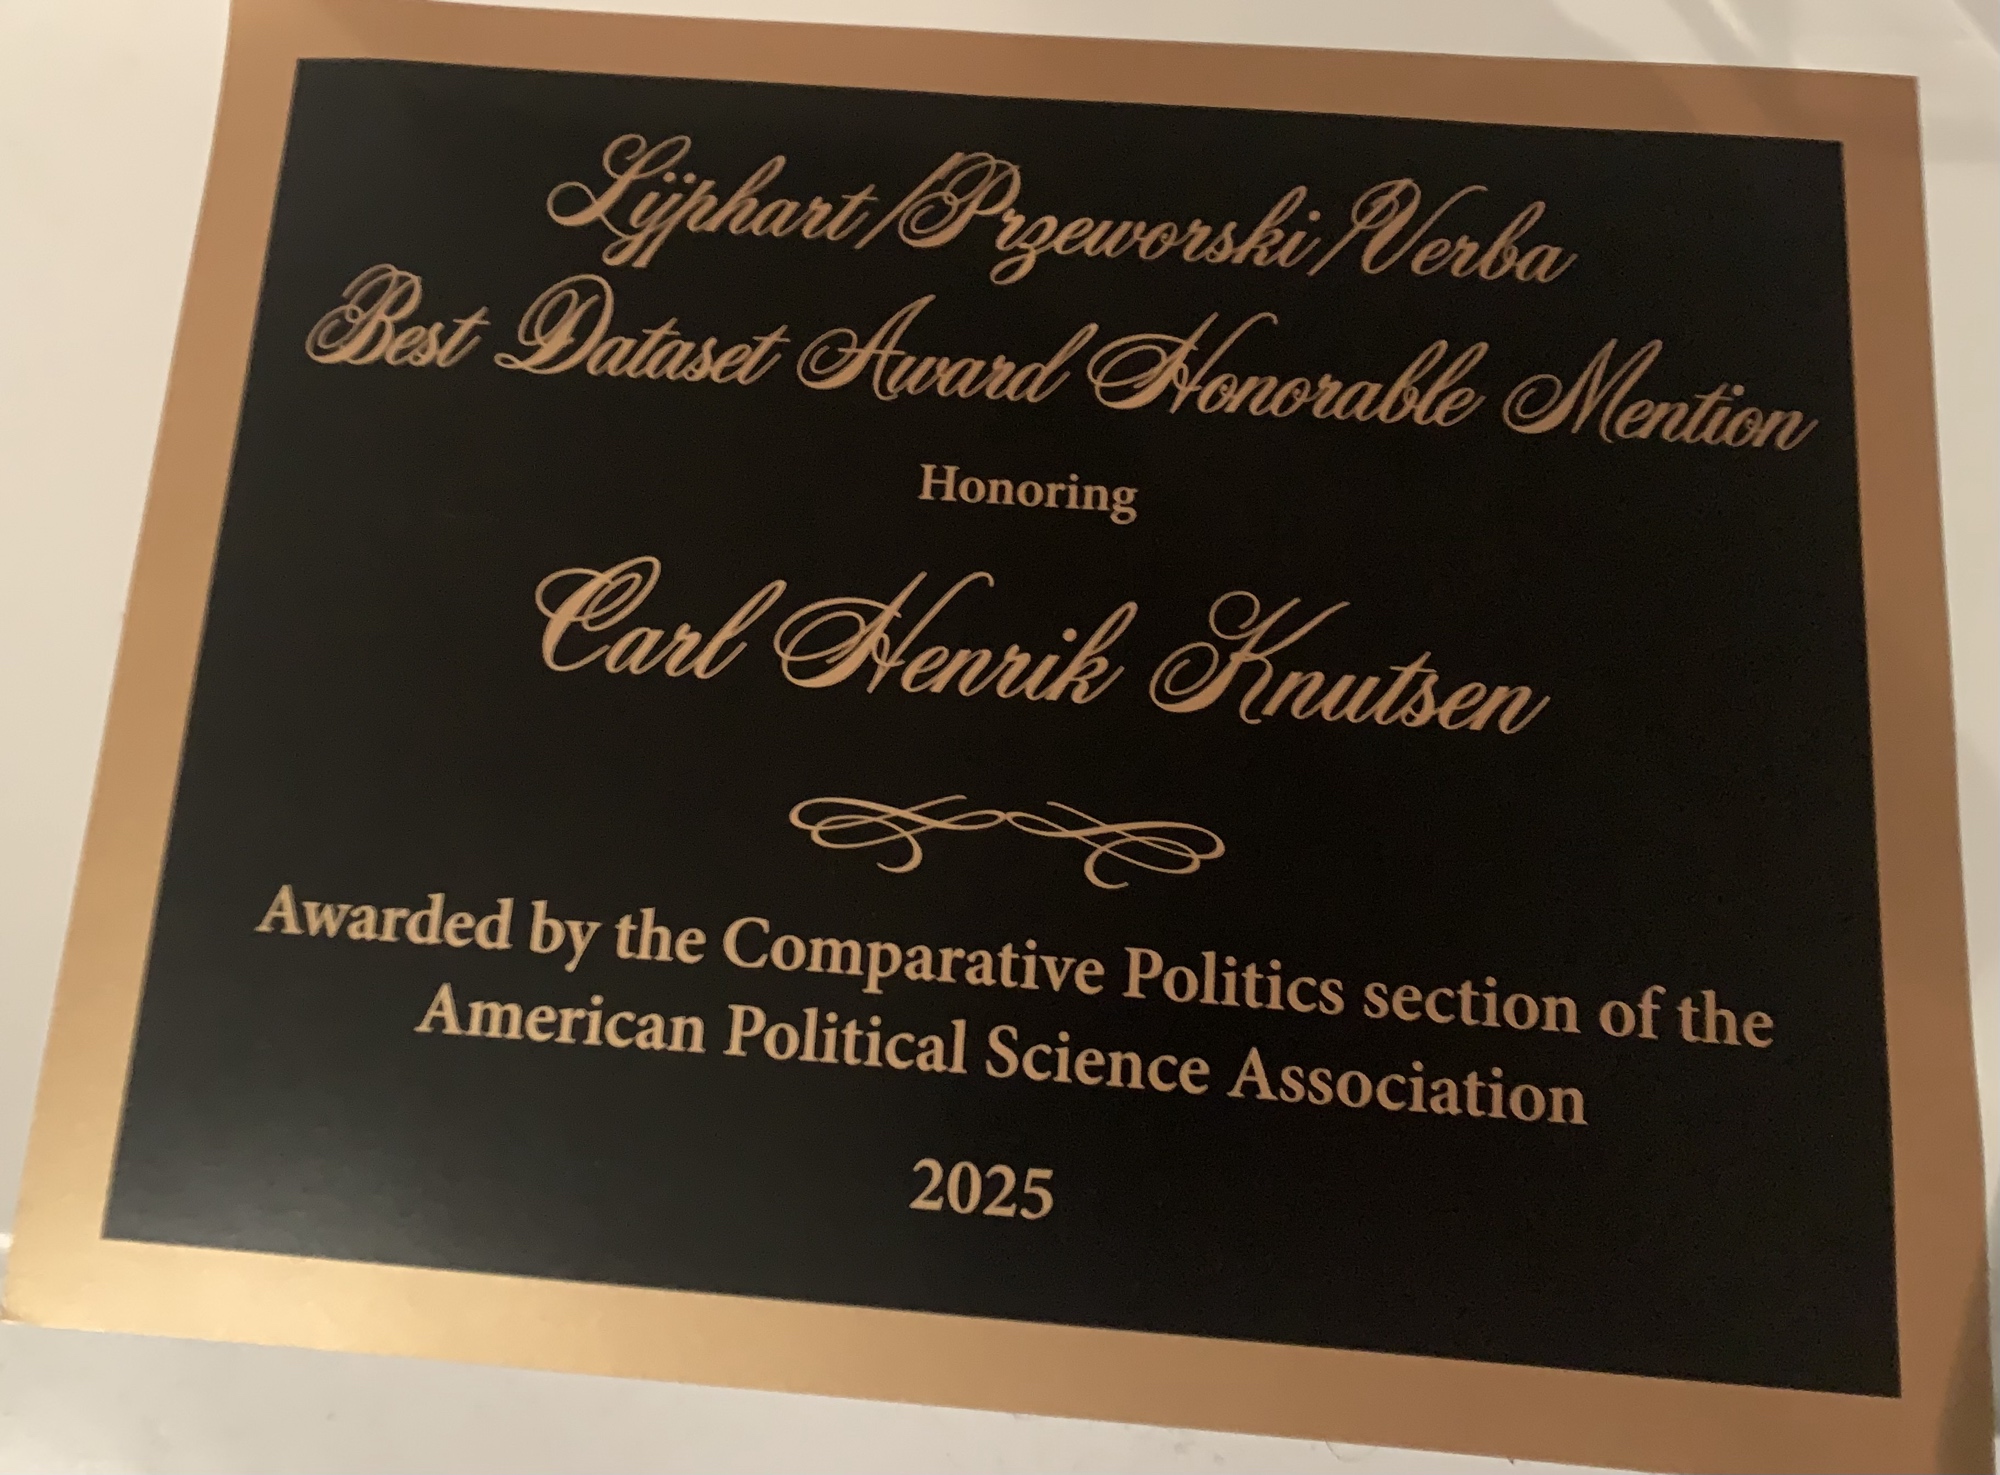 Lijphart/Przeworski/Verba
Best Dataset Award Honorable Mention
Honoring
Carl Henrik Knutsen
Awarded by the Comparative Politics section of the
American Political Science Association
2025